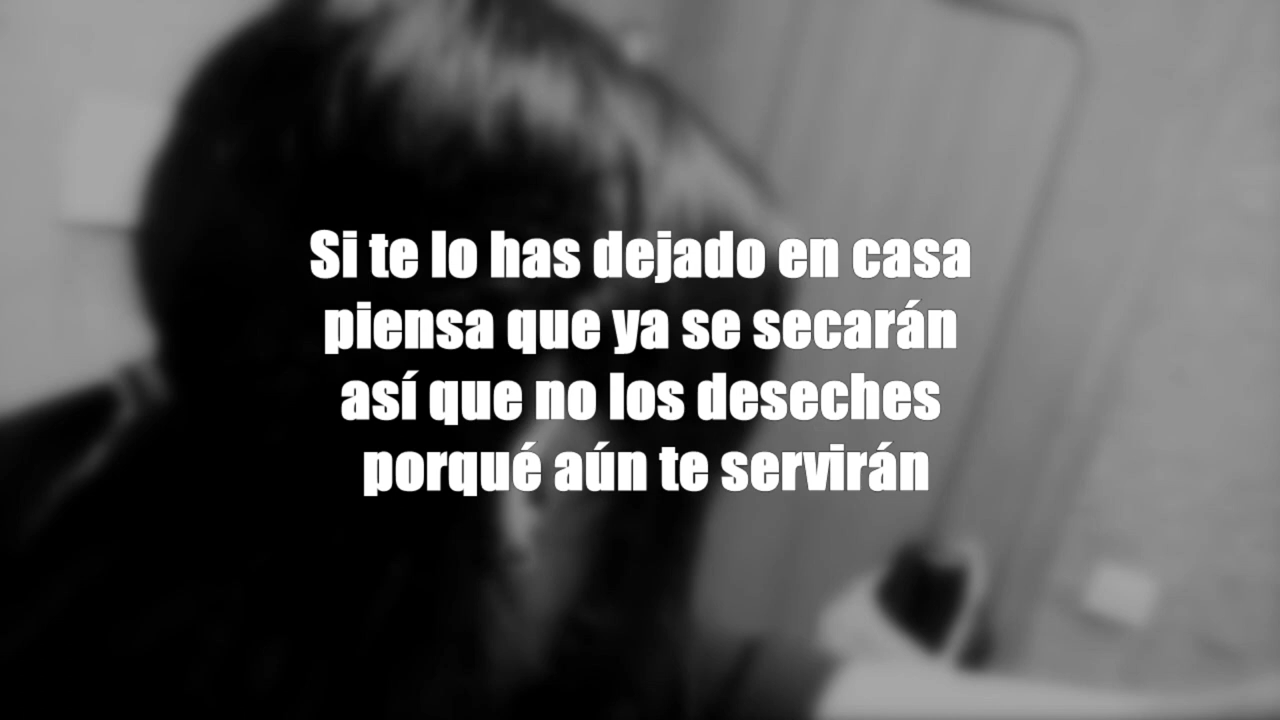 Si te lo has dejado en casa
piensa que ya se secarán
así que no los deseches
porqué aún te servirán